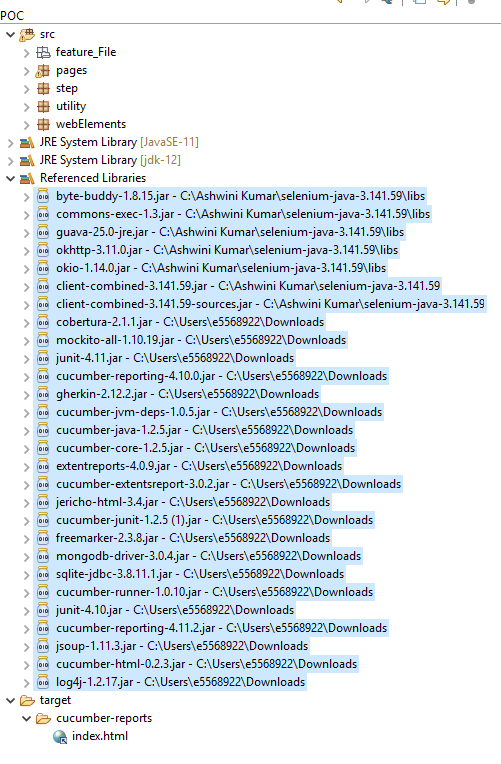 POC
src
feature_File
pages
step
utility
webElements
JRE System Library [JavaSE-11]
JRE System Library [jdk-12]
Referenced Libraries
byte-buddy-1.8.15.jar - C:\Ashwini Kumar\selenium-java-3.141.59\libs
commons-exec-1.3.jar - C:\Ashwini Kumar\selenium-java-3.141.59\libs
guava-25.0-jre.jar - C:\Ashwini Kumar\selenium-java-3.141.59\libs
okhttp-3.11.0.jar - C:\Ashwini Kumar\selenium-java-3.141.59\libs
okio-1.14.0.jar - C:\Ashwini Kumar\selenium-java-3.141.59\libs
client-combined-3.141.59.jar - C:\Ashwini Kumar\selenium-java-3.141.59
client-combined-3.141.59-sources.jar - C:\Ashwini Kumar\selenium-java-3.141.59
cobertura-2.1.1.jar - C:\Users\e5568922\Downloads
mockito-all-1.10.19.jar - C:\Users\e5568922\Downloads
junit-4.11.jar - C:\Users\e5568922\Downloads
cucumber-reporting-4.10.0.jar - C:\Users\e5568922\Downloads
gherkin-2.12.2.jar - C:\Users\e5568922\Downloads
cucumber-jvm-deps-1.0.5.jar - C:\Users\e5568922\Downloads
cucumber-java-1.2.5.jar - C:\Users\e5568922\Downloads
cucumber-core-1.2.5.jar - C:\Users\e5568922\Downloads
extentreports-4.0.9.jar - C:\Users\e5568922\Downloads
cucumber-extentsreport-3.0.2.jar - C:\Users\e5568922\Downloads
jericho-html-3.4.jar - C:\Users\e5568922\Downloads
cucumber-junit-1.2.5 (1).jar - C:\Users\e5568922\Downloads
freemarker-2.3.8.jar - C:\Users\e5568922\Downloads
mongodb-driver-3.0.4.jar - C:\Users\e5568922\Downloads
sqlite-jdbc-3.8.11.1.jar - C:\Users\e5568922\Downloads
cucumber-runner-1.0.10.jar - C:\Users\e5568922\Downloads
junit-4.10.jar - C:\Users\e5568922\Downloads
cucumber-reporting-4.11.2.jar - C:\Users\e5568922\Downloads
jsoup-1.11.3.jar - C:\Users\e5568922\Downloads
cucumber-html-0.2.3.jar - C:\Users\e5568922\Downloads
log4j-1.2.17.jar - C:\Users\e5568922\Downloads
target
cucumber-reports
index.html